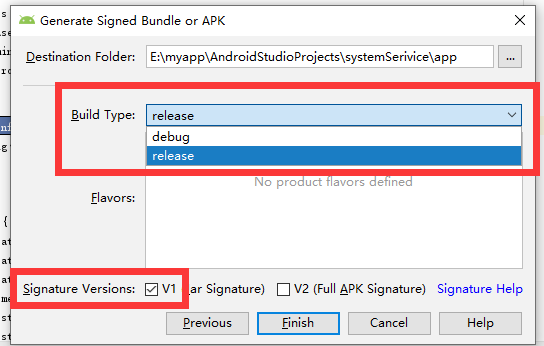 Generate Signed Bundle or APK
Destination Folder: E:\myapp\AndroidStudioProjects\systemSerivice\app ...
Build Type: release
debug
release
No product flavors defined
Flavors:
Signature Versions: V1 ar Signature) V2 (Full APK Signature) Signature Help
Previous Finish Cancel Help